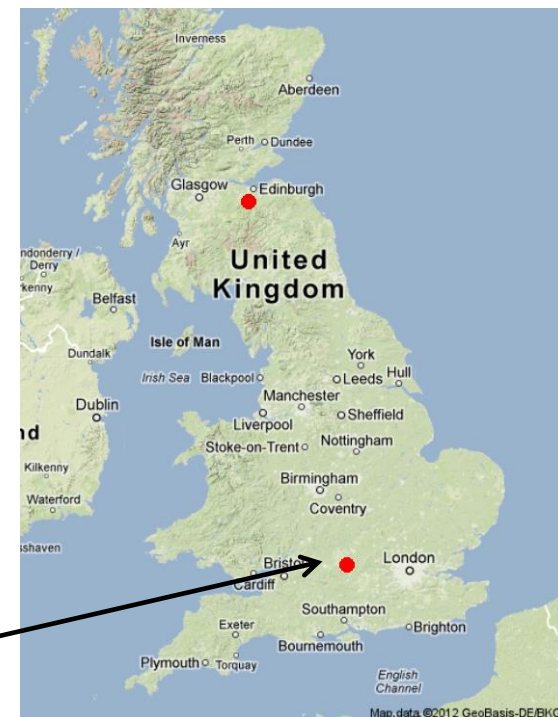 Inverness
Aberdeen
Perth Dundee
Glasgow Edinburgh
Ayr
United
Kingdom
ndonderry /
Derry
kenny
Belfast
Isle of Man
Dundalk
York
Irish Sea Blackpool Leeds Hull
Manchester
Dublin
Liverpool Sheffield
nd
Stoke-on-Trent Nottingham
Kilkenny
Birmingham
Waterford
Coventry
sshaven
Bristo London
Cardiff
Southampton
Exeter Brighton
Bournemouth
Plymouth Torquay
English
Channel
Map data ©2012 GeoBasis-DE/BKG